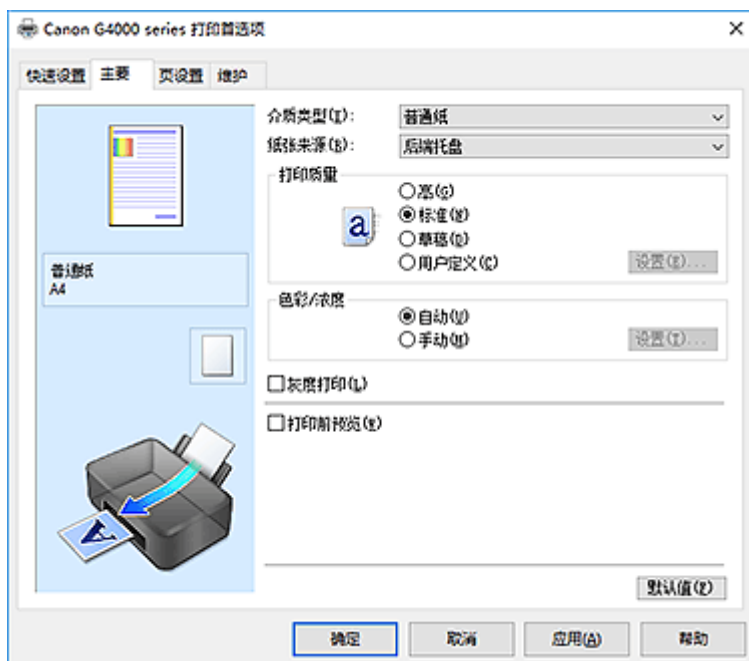 Canon G4000 series 打印首选项
快速设置 主要 页设置 维护
介质类型(I): 普通纸
纸张来源(B): 后端托盘
打印质量
高(G)
a 标准(N)
草稿(D)
用户定义(C) 设置(E)...
普通纸
A4
色彩/浓度
自动(U)
手动(M) 设置(T)...
灰度打印(L)
打印前预览(E)
A
默认值(F)
确定 取消 应用(A) 帮助